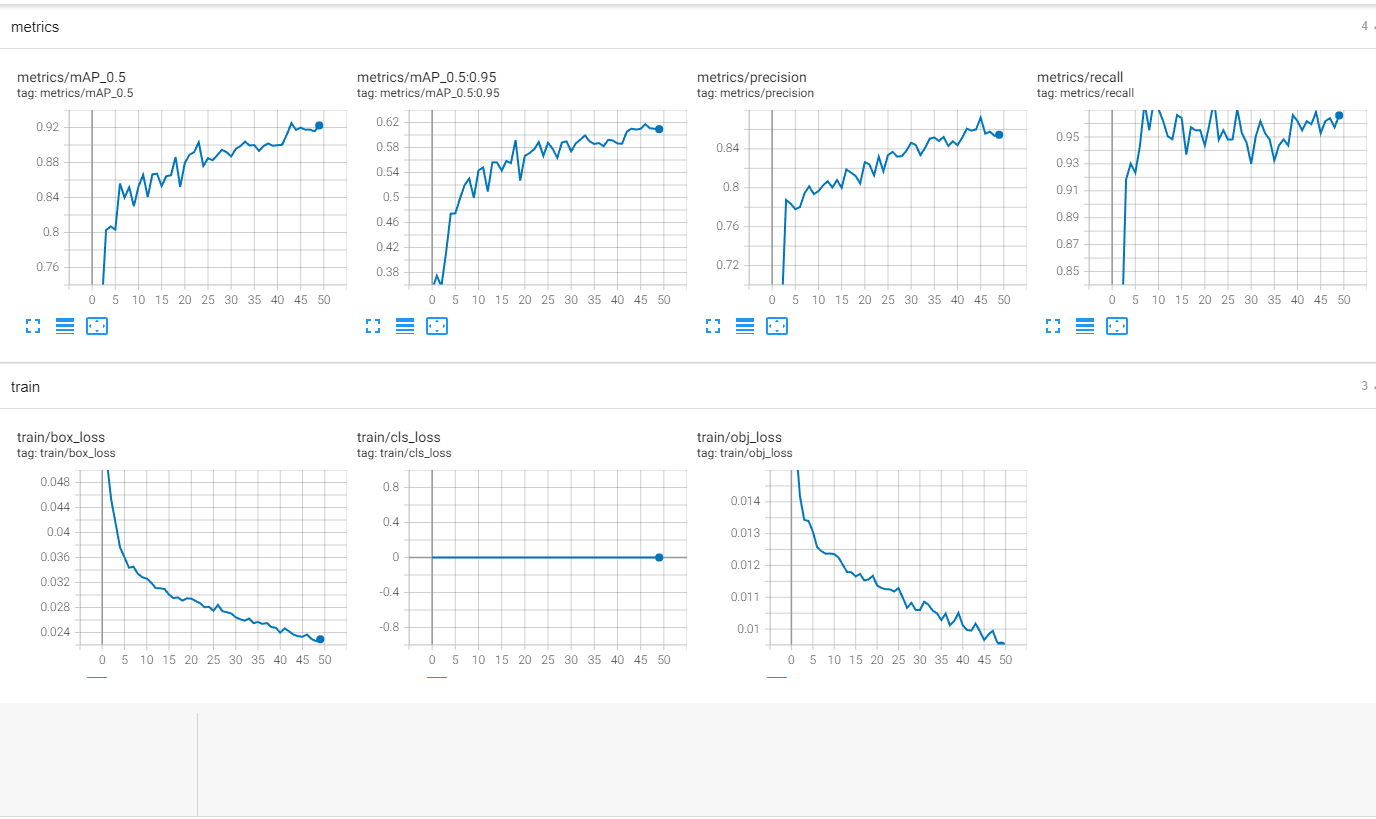 metrics
4
metrics/mAP_0.5
tag: metrics/mAP_0.5
0.92
0.88
0.84
0.8
0.76
0 5 10 15 20 25 30 35 40 45 50
metrics/mAP_0.5:0.95
tag: metrics/mAP_0.5:0.95
0.62
0.58
0.54
0.5
0.46
0.42
0.38
0 5 10 15 20 25 30 35 40 45 50
metrics/precision
tag: metrics/precision
0.84
0.8
0.76
0.72
0 5 10 15 20 25 30 35 40 45 50
metrics/recall
tag: metrics/recall
0.95
0.93
0.91
0.89
0.87
0.85
0 5 10 15 20 25 30 35 40 45 50
train
3
train/box_loss
tag: train/box_loss
0.048
0.044
0.04
0.036
0.032
0.028
0.024
0 5 10 15 20 25 30 35 40 45 50
train/cls_loss
tag: train/cls_loss
0.8
0.4
0
-0.4
-0.8
0 5 10 15 20 25 30 35 40 45 50
train/obj_loss
tag: train/obj_loss
0.014
0.013
0.012
0.011
0.01
0 5 10 15 20 25 30 35 40 45 50